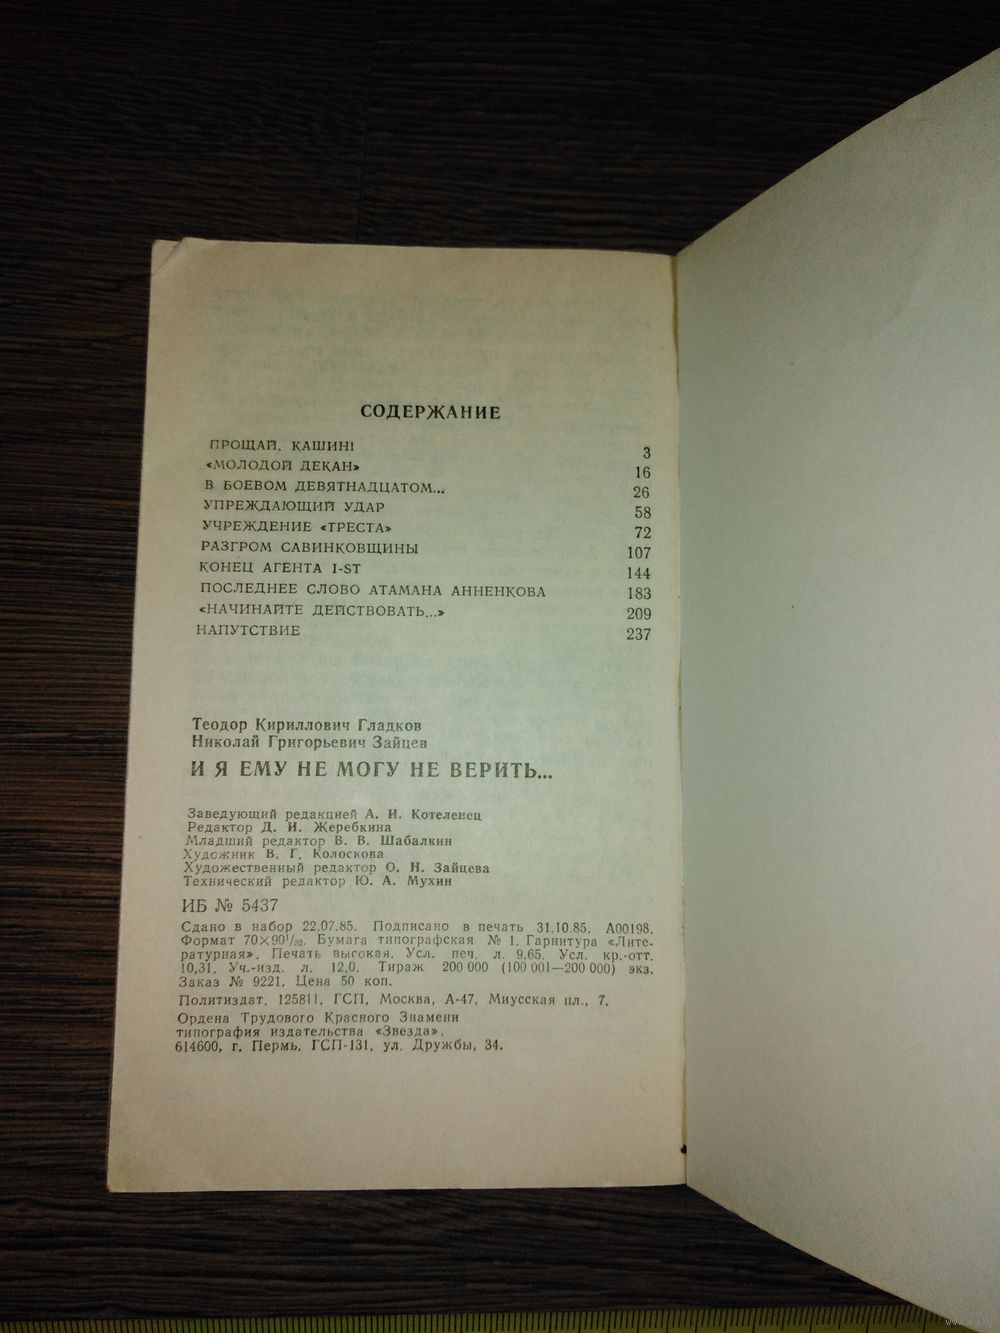 СОДЕРЖАНИЕ
ПРОЩАЙ, КАШИН! 3
«МОЛОДОЙ ДЕКАН» 16
В БОЕВОМ ДЕВЯТНАДЦАТОМ... 26
УПРЕЖДАЮЩИЙ УДАР 58
УЧРЕЖДЕНИЕ «ТРЕСТА» 72
РАЗГРОМ САВИНКОВЩИНЫ 107
КОНЕЦ АГЕНТА I-ST 144
ПОСЛЕДНЕЕ СЛОВО АТАМАНА АННЕНКОВА 183
«НАЧИНАЙТЕ ДЕЙСТВОВАТЬ...» 209
НАПУТСТВИЕ 237
Теодор Кириллович Гладков
Николай Григорьевич Зайцев
И Я ЕМУ НЕ МОГУ НЕ ВЕРИТЬ...
Заведующий редакцией А. И. Котеленец
Редактор Д. И. Жеребкина
Младший редактор В. В. Шабалкин
Художник В. Г. Колоскова
Художественный редактор О. Н. Зайцева
Технический редактор Ю. А. Мухин
ИБ № 5437
Сдано в набор 22.07.85. Подписано в печать 31.10.85. А00198.
Формат 70×90¹/₃₂. Бумага типографская № 1. Гарнитура «Лите-
ратурная». Печать высокая. Усл. печ. л. 9,65. Усл. кр.-отт.
10,31. Уч.-изд. л. 12,0. Тираж 200 000 (100 001—200 000) экз.
Заказ № 9221. Цена 50 коп.
Политиздат. 125811, ГСП, Москва, А-47, Миусская пл., 7.
Ордена Трудового Красного Знамени
типография издательства «Звезда».
614600, г. Пермь, ГСП-131, ул. Дружбы, 34.